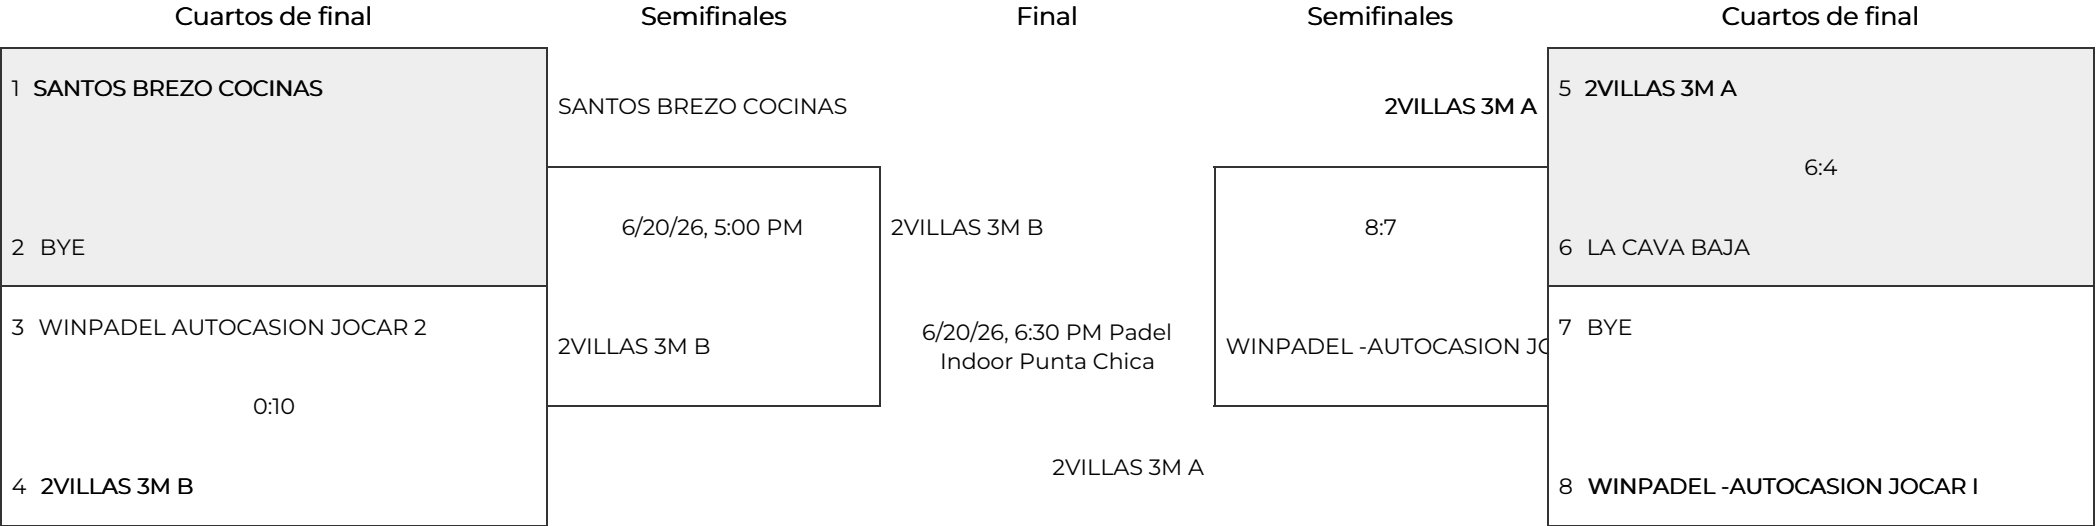 Cuartos de final
Semifinales
Final
Semifinales
Cuartos de final
1 SANTOS BREZO COCINAS
2 BYE
3 WINPADEL AUTOCASION JOCAR 2
0:10
4 2VILLAS 3M B
SANTOS BREZO COCINAS
6/20/26, 5:00 PM
2VILLAS 3M B
2VILLAS 3M B
6/20/26, 6:30 PM Padel
Indoor Punta Chica
2VILLAS 3M A
2VILLAS 3M A
8:7
WINPADEL -AUTOCASION JO
5 2VILLAS 3M A
6:4
6 LA CAVA BAJA
7 BYE
8 WINPADEL -AUTOCASION JOCAR I